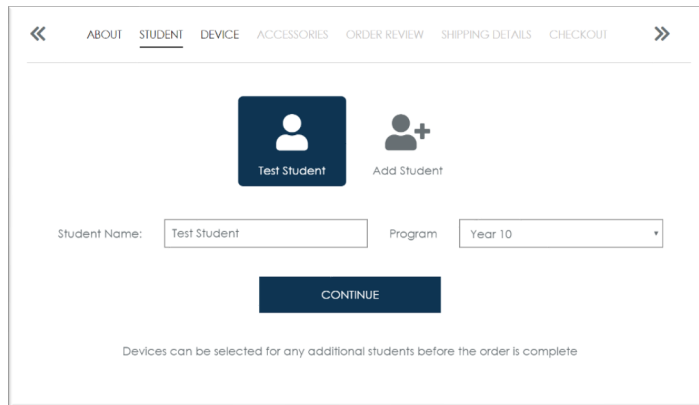 ABOUT STUDENT DEVICE ACCESSORIES ORDER REVIEW SHIPPING DETAILS CHECKOUT
Test Student Add Student
Student Name: Test Student Program Year 10
CONTINUE
Devices can be selected for any additional students before the order is complete